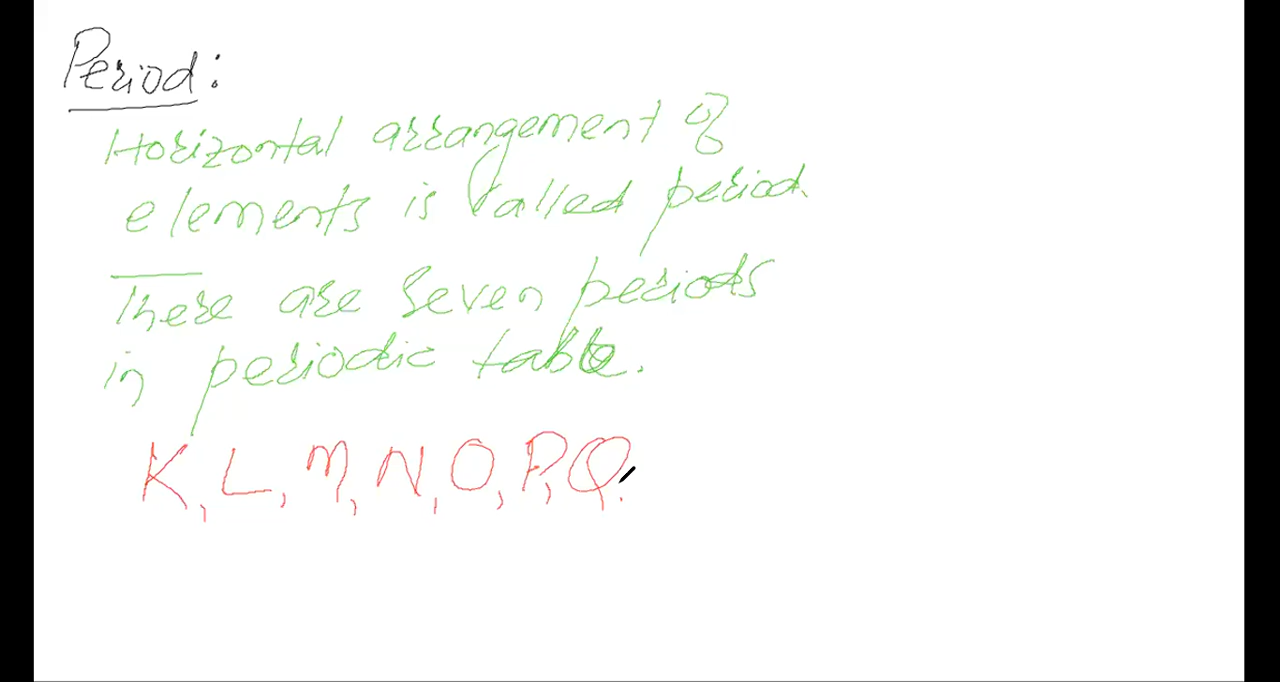 Period:
Horizontal arrangement of
elements is called period.
There are seven periods
in periodic table.
K, L, M, N, O, P, Q.